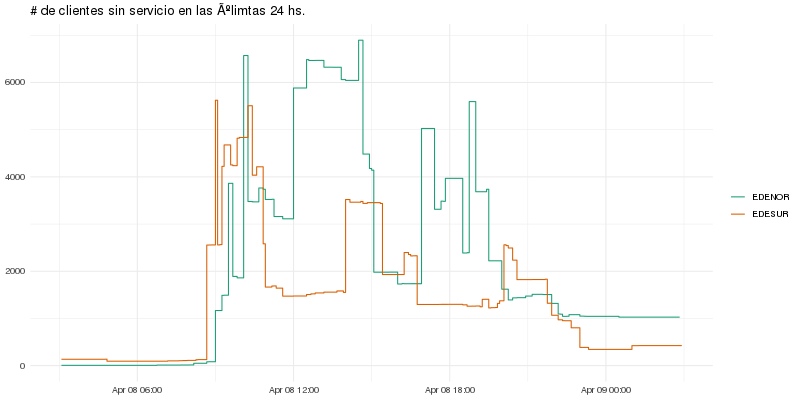 # de clientes sin servicio en las Ãºlimtas 24 hs.
6000
4000
2000
0
Apr 08 06:00
Apr 08 12:00
Apr 08 18:00
Apr 09 00:00
EDENOR
EDESUR